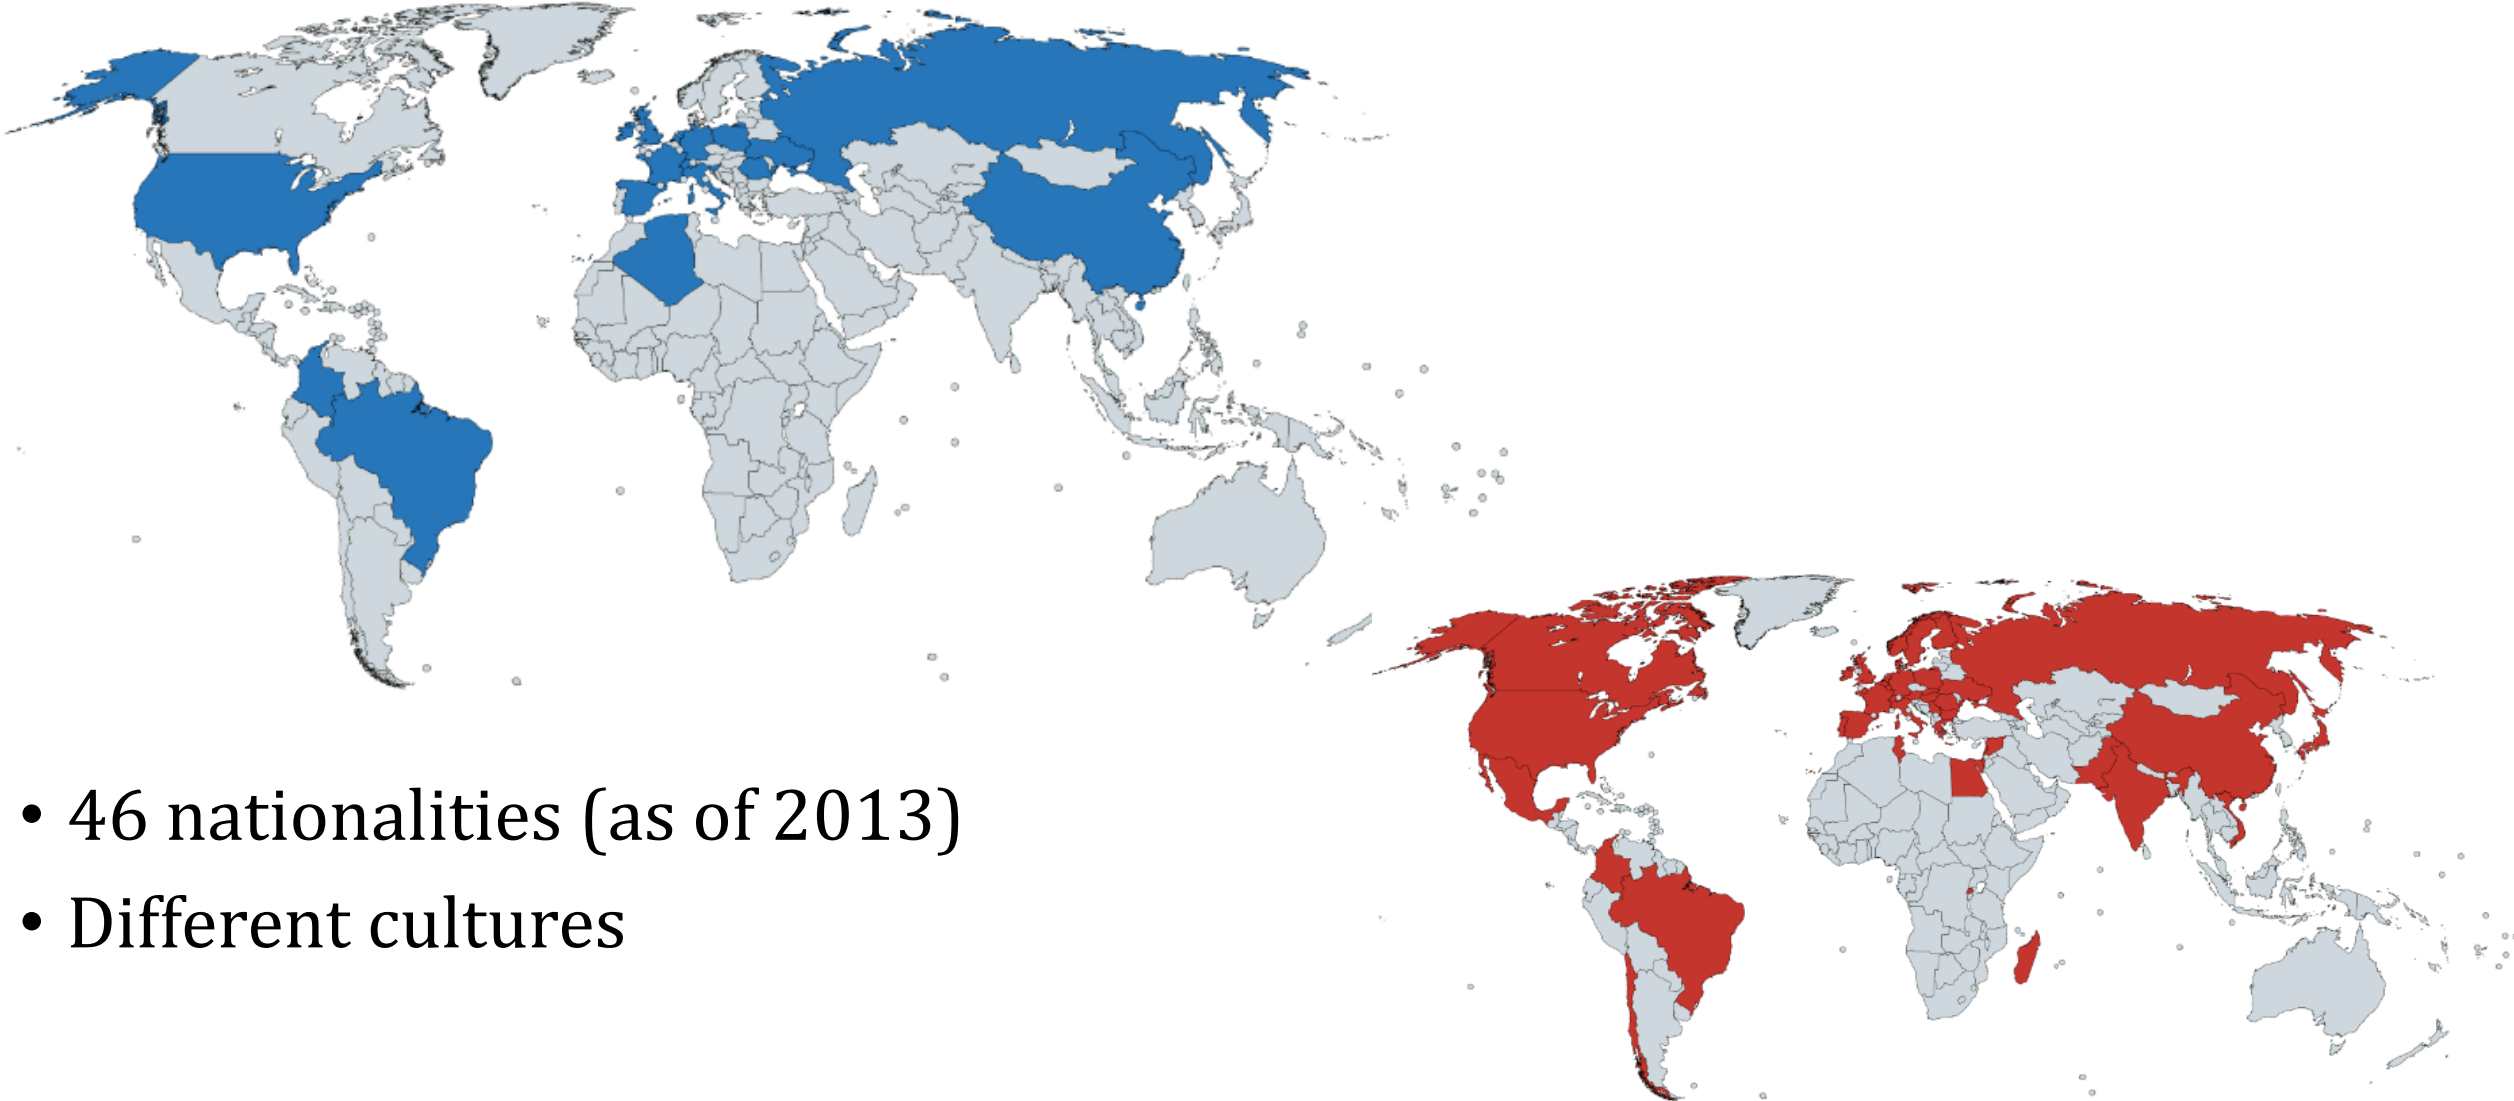 • 46 nationalities (as of 2013)
• Different cultures